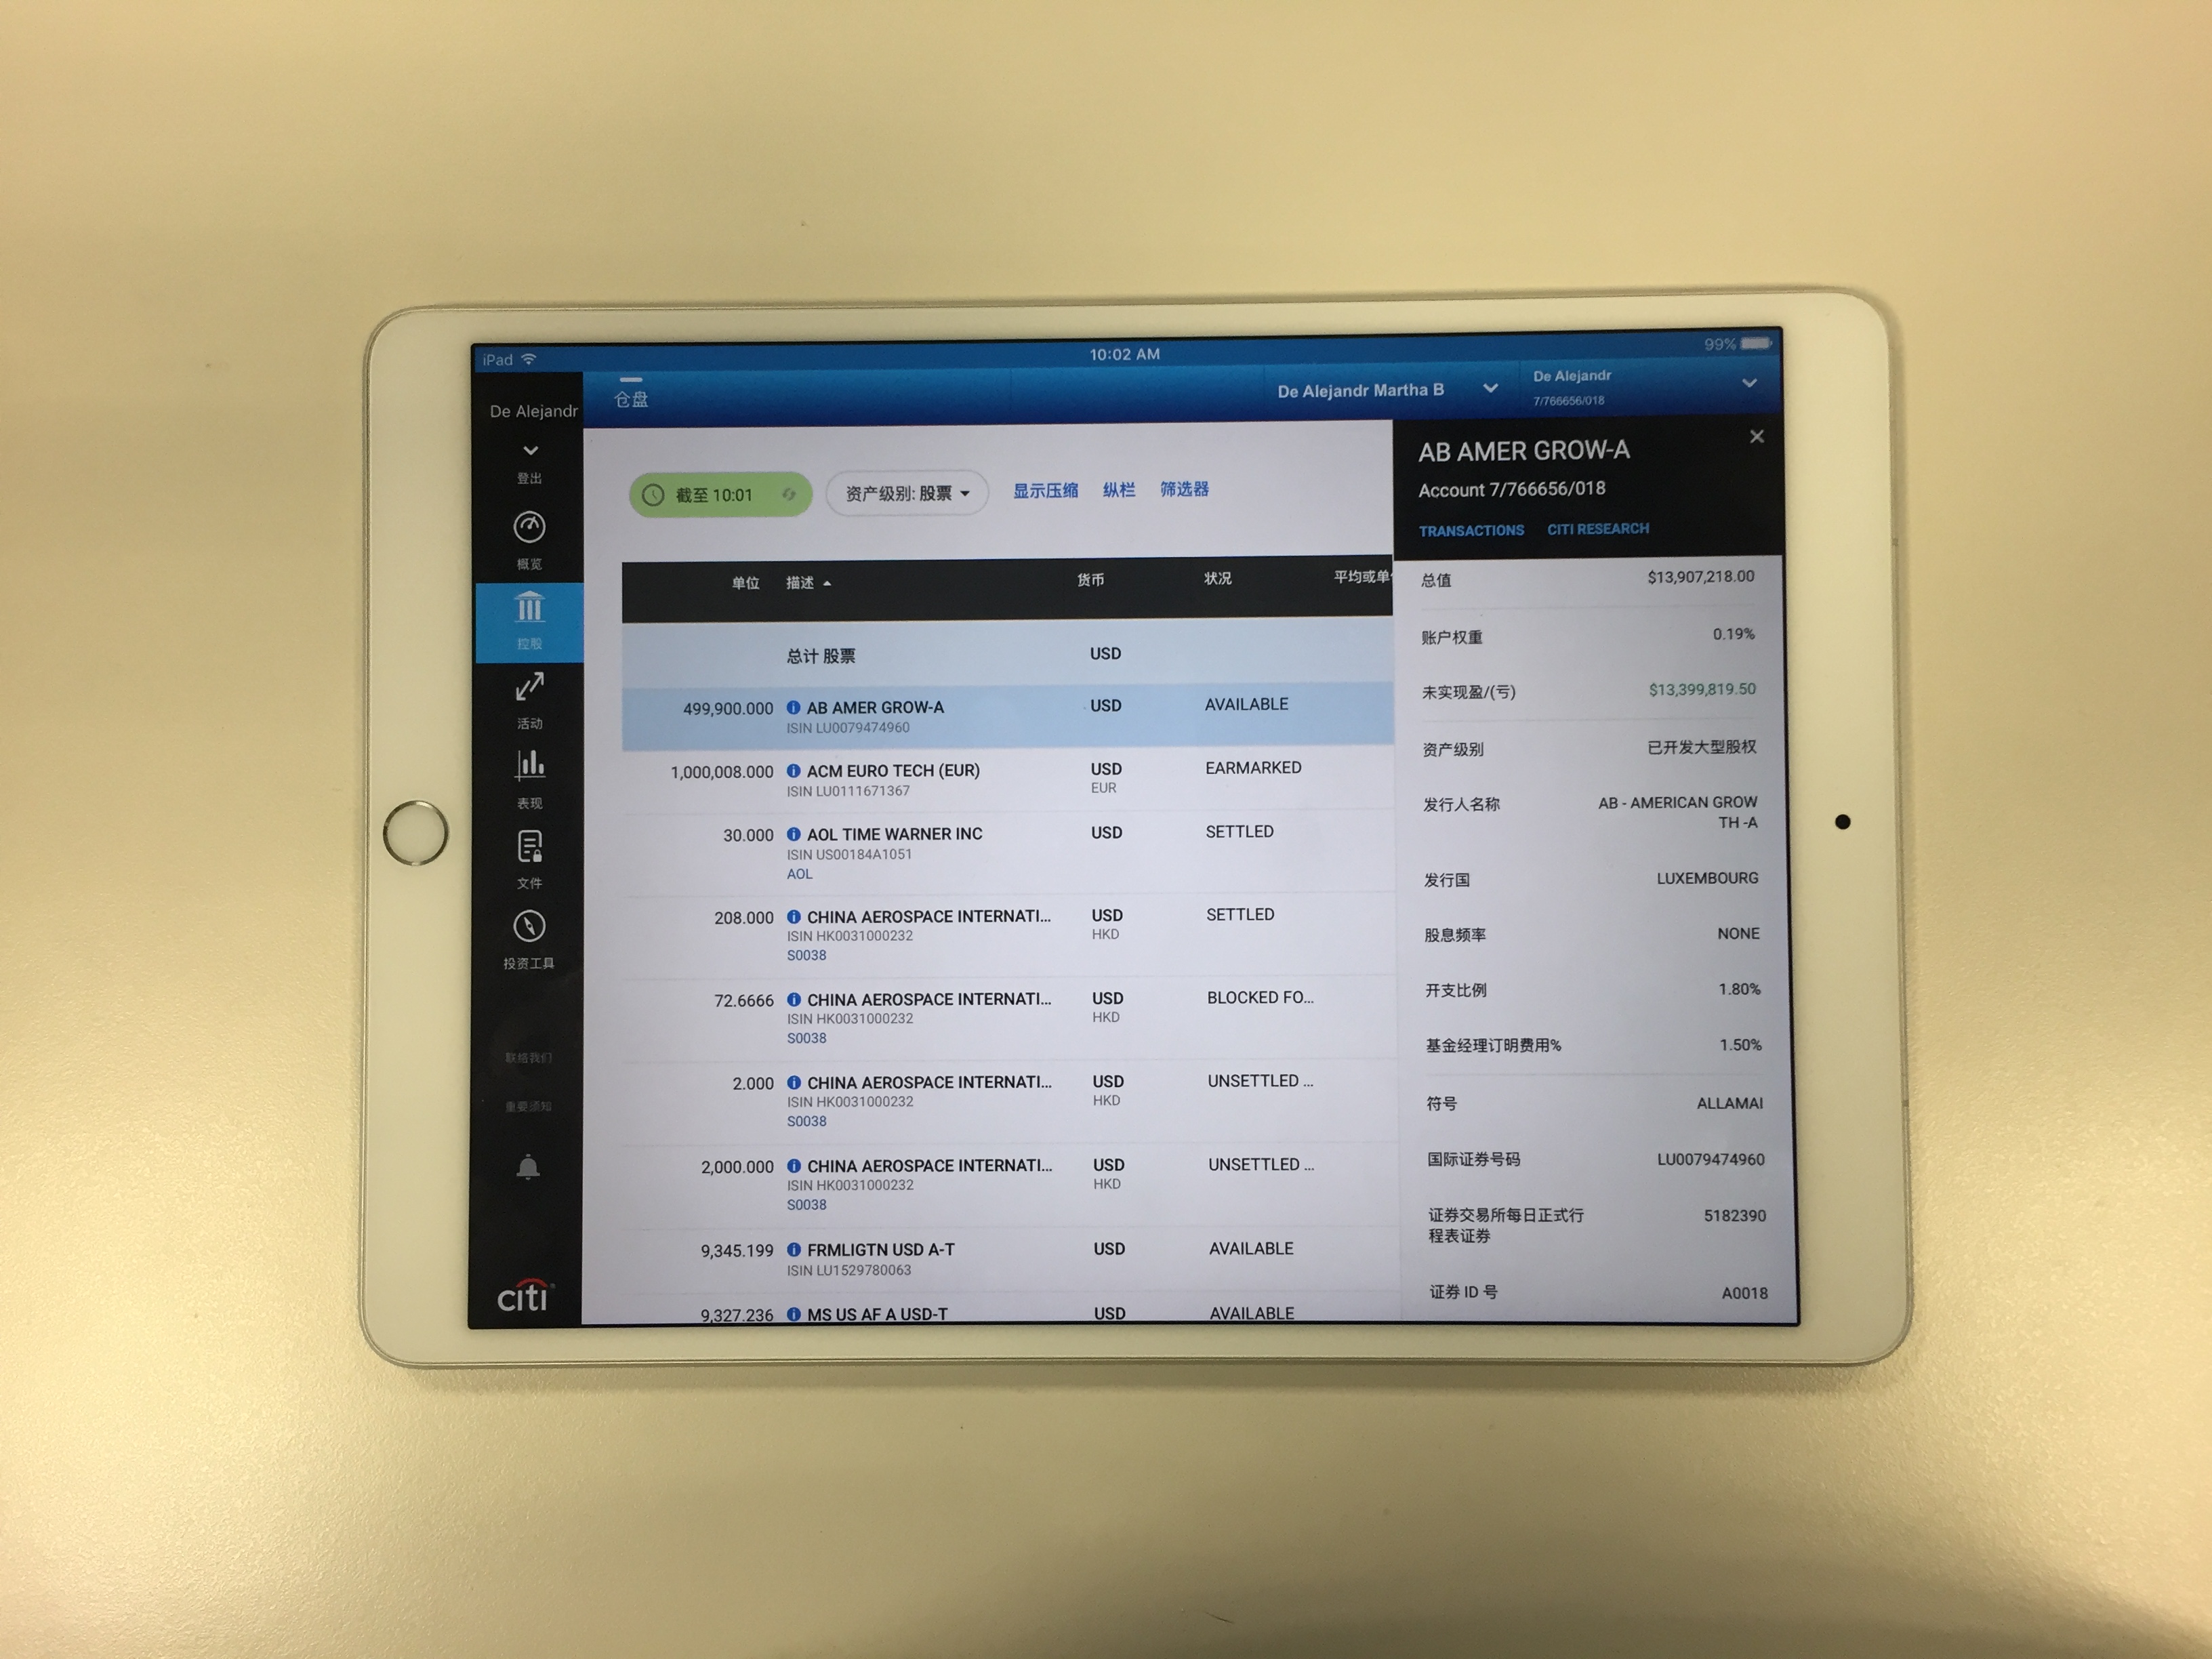 iPad
10:02 AM
99%
De Alejandr
仓盘
De Alejandr Martha B
De Alejandr
7/766656/018
登出
概览
控股
活动
表现
文件
投资工具
联络我们
重要须知
citi
截至 10:01
资产级别: 股票
显示压缩
纵栏
筛选器
单位 描述 货币 状况 平均或单
总计 股票 USD
499,900.000 AB AMER GROW-A USD AVAILABLE
ISIN LU0079474960
1,000,008.000 ACM EURO TECH (EUR) USD EARMARKED
ISIN LU0111671367 EUR
30.000 AOL TIME WARNER INC USD SETTLED
ISIN US00184A1051
AOL
208.000 CHINA AEROSPACE INTERNATI... USD SETTLED
ISIN HK0031000232 HKD
S0038
72.6666 CHINA AEROSPACE INTERNATI... USD BLOCKED FO...
ISIN HK0031000232 HKD
S0038
2.000 CHINA AEROSPACE INTERNATI... USD UNSETTLED ...
ISIN HK0031000232 HKD
S0038
2,000.000 CHINA AEROSPACE INTERNATI... USD UNSETTLED ...
ISIN HK0031000232 HKD
S0038
9,345.199 FRMLIGTN USD A-T USD AVAILABLE
ISIN LU1529780063
9,327.236 MS US AF A USD-T USD AVAILABLE
AB AMER GROW-A
Account 7/766656/018
TRANSACTIONS CITI RESEARCH
总值 $13,907,218.00
账户权重 0.19%
未实现盈/(亏) $13,399,819.50
资产级别 已开发大型股权
发行人名称 AB - AMERICAN GROW
TH -A
发行国 LUXEMBOURG
股息频率 NONE
开支比例 1.80%
基金经理订明费用% 1.50%
符号 ALLAMAI
国际证券号码 LU0079474960
证券交易所每日正式行
程表证券 5182390
证券 ID 号 A0018